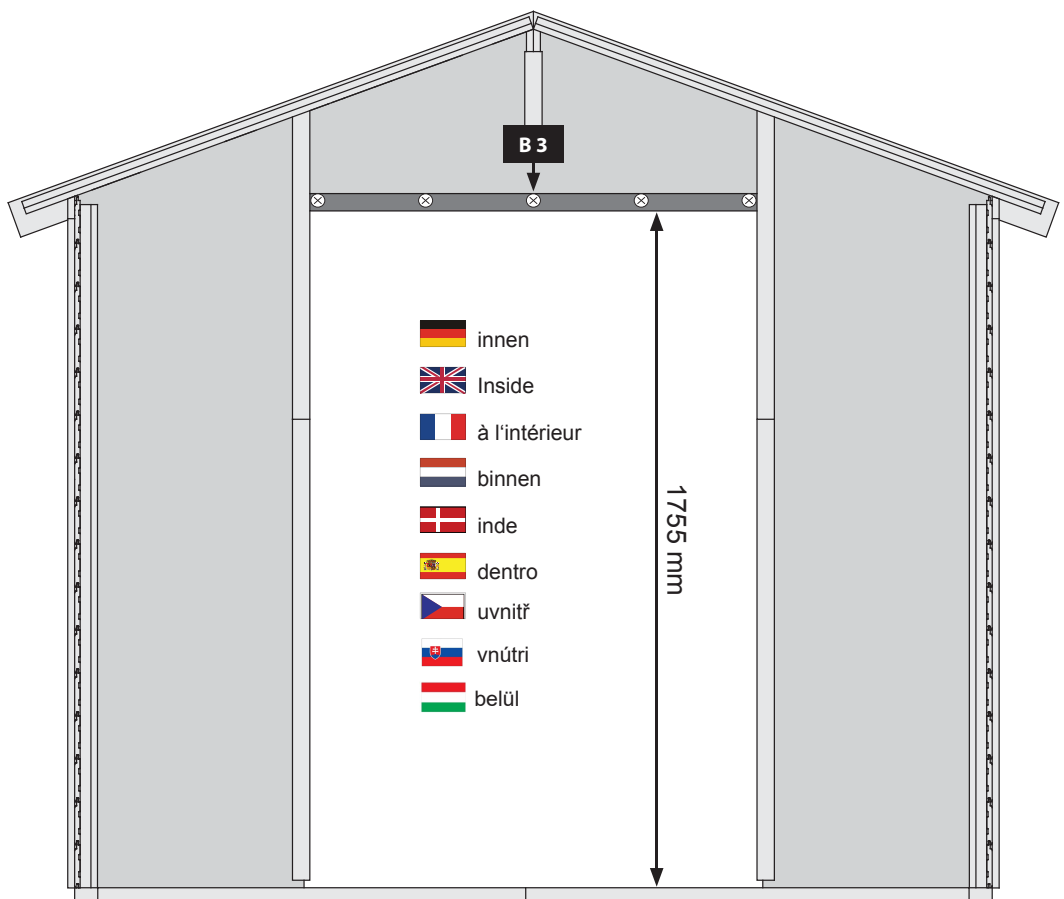 B 3
innen
Inside
à l‘intérieur
binnen
inde
dentro
uvnitř
vnútri
belül
1755 mm